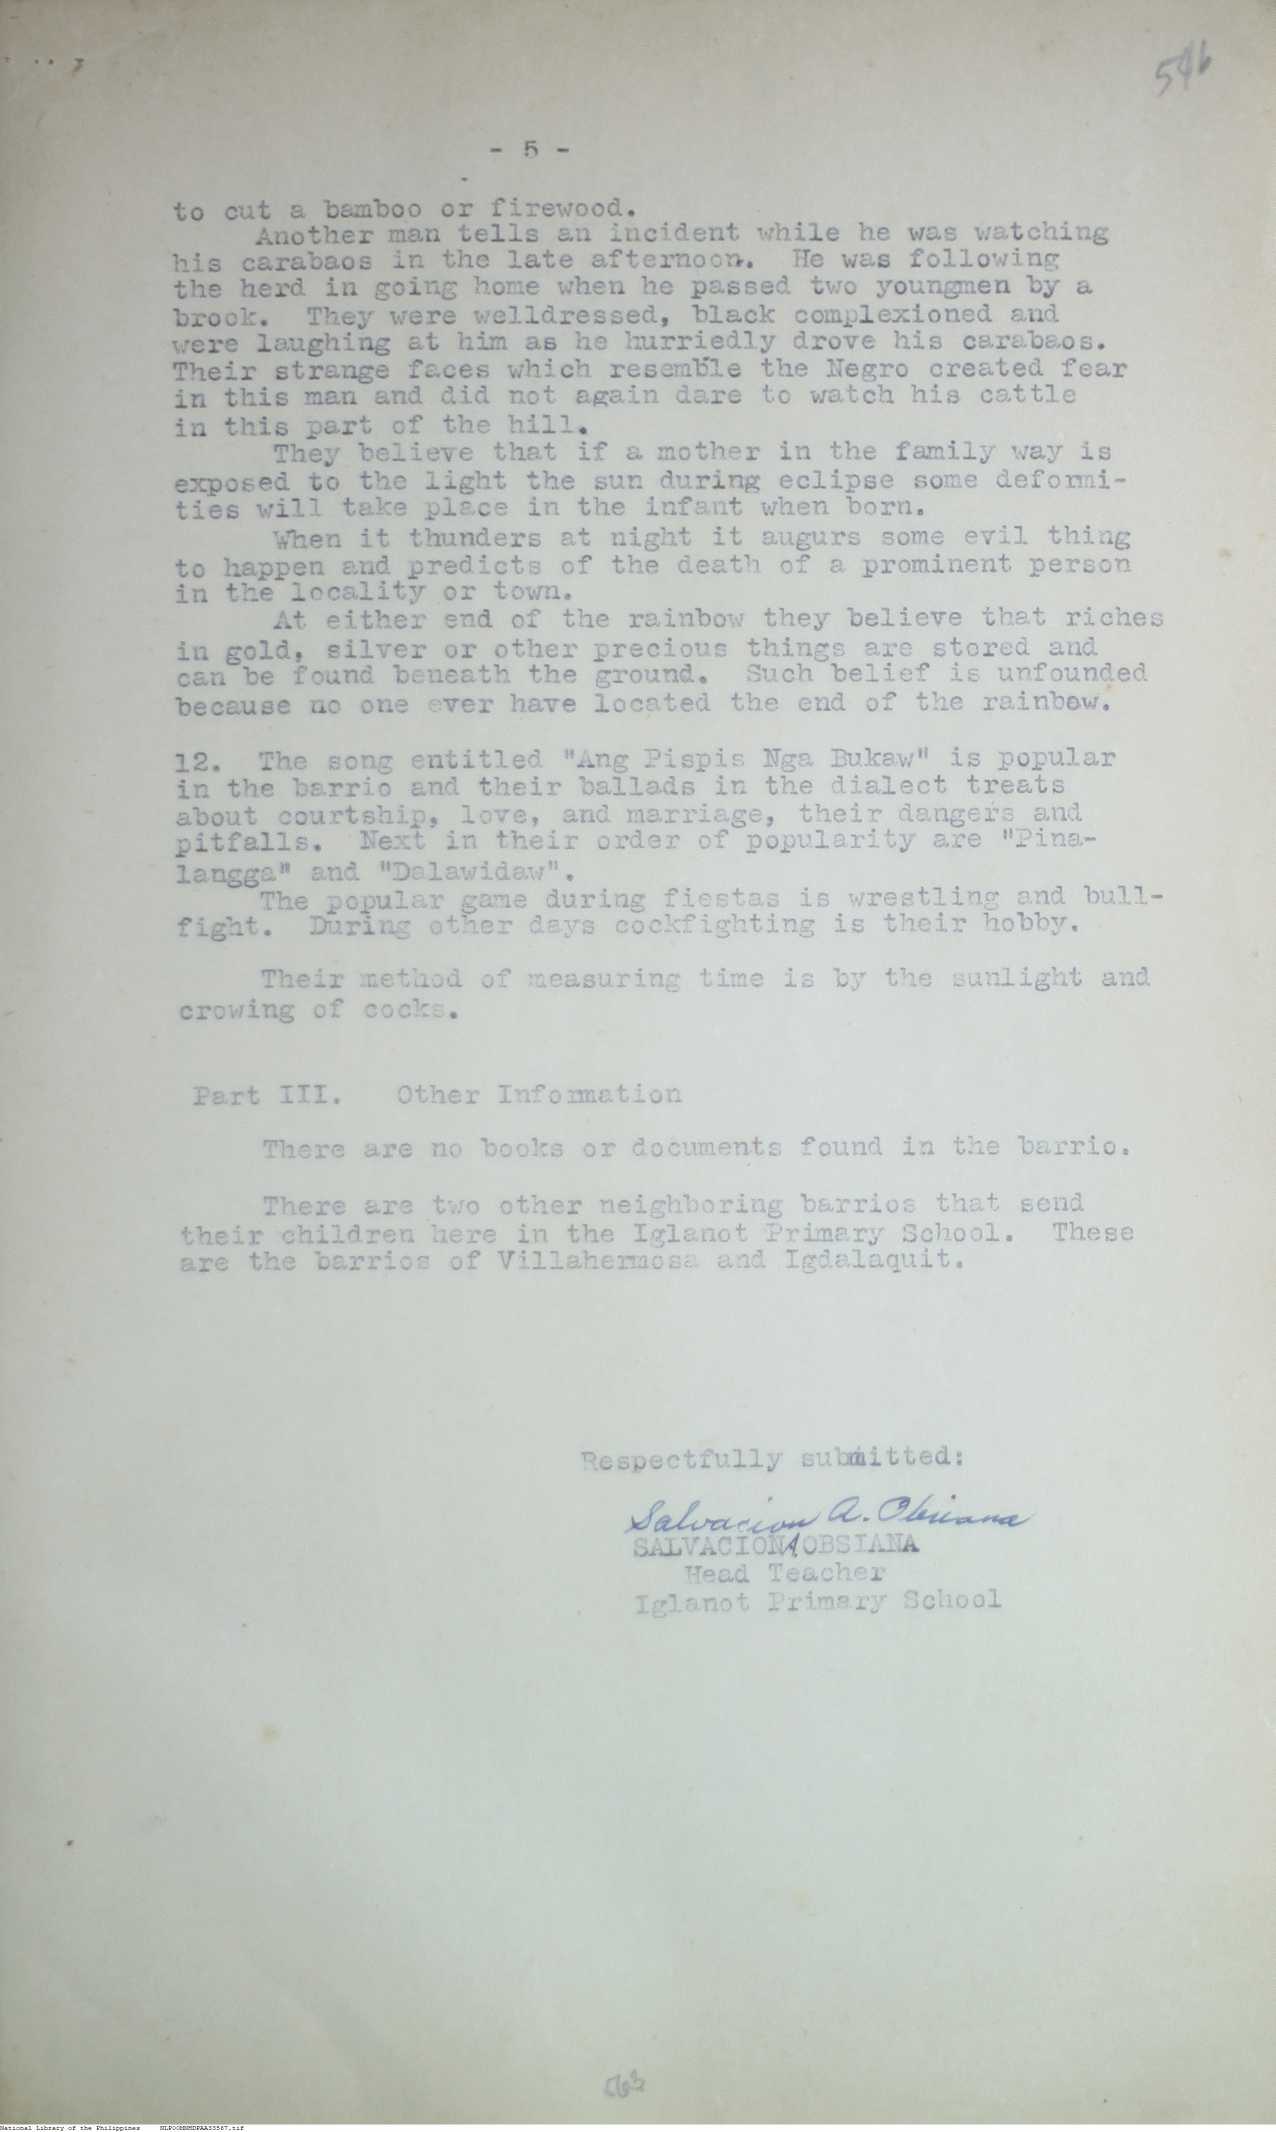 546
- 5 -
to cut a bamboo or firewood.
Another man tells an incident while he was watching
his carabaos in the late afternoon. He was following
the herd in going home when he passed two youngmen by a
brook. They were welldressed, black complexioned and
were laughing at him as he hurriedly drove his carabaos.
Their strange faces which resemble the Negro created fear
in this man and did not again dare to watch his cattle
in this part of the hill.
They believe that if a mother in the family way is
exposed to the light the sun during eclipse some deformi-
ties will take place in the infant when born.
When it thunders at night it augurs some evil thing
to happen and predicts of the death of a prominent person
in the locality or town.
At either end of the rainbow they believe that riches
in gold, silver or other precious things are stored and
can be found beneath the ground. Such belief is unfounded
because no one ever have located the end of the rainbow.
12. The song entitled "Ang Pispis Nga Bukaw" is popular
in the barrio and their ballads in the dialect treats
about courtship, love, and marriage, their dangers and
pitfalls. Next in their order of popularity are "Pina-
langga" and "Dalawidaw".
The popular game during fiestas is wrestling and bull-
fight. During other days cockfighting is their hobby.
Their method of measuring time is by the sunlight and
crowing of cocks.
Part III. Other Information
There are no books or documents found in the barrio.
There are two other neighboring barrios that send
their children here in the Iglanot Primary School. These
are the barrios of Villahermosa and Igdalaquit.
Respectfully submitted:
Salvacion A. Obsiana
SALVACION A OBSIANA
Head Teacher
Iglanot Primary School
563
National Library of the Philippines NLP00MNMDPAA33567.tif